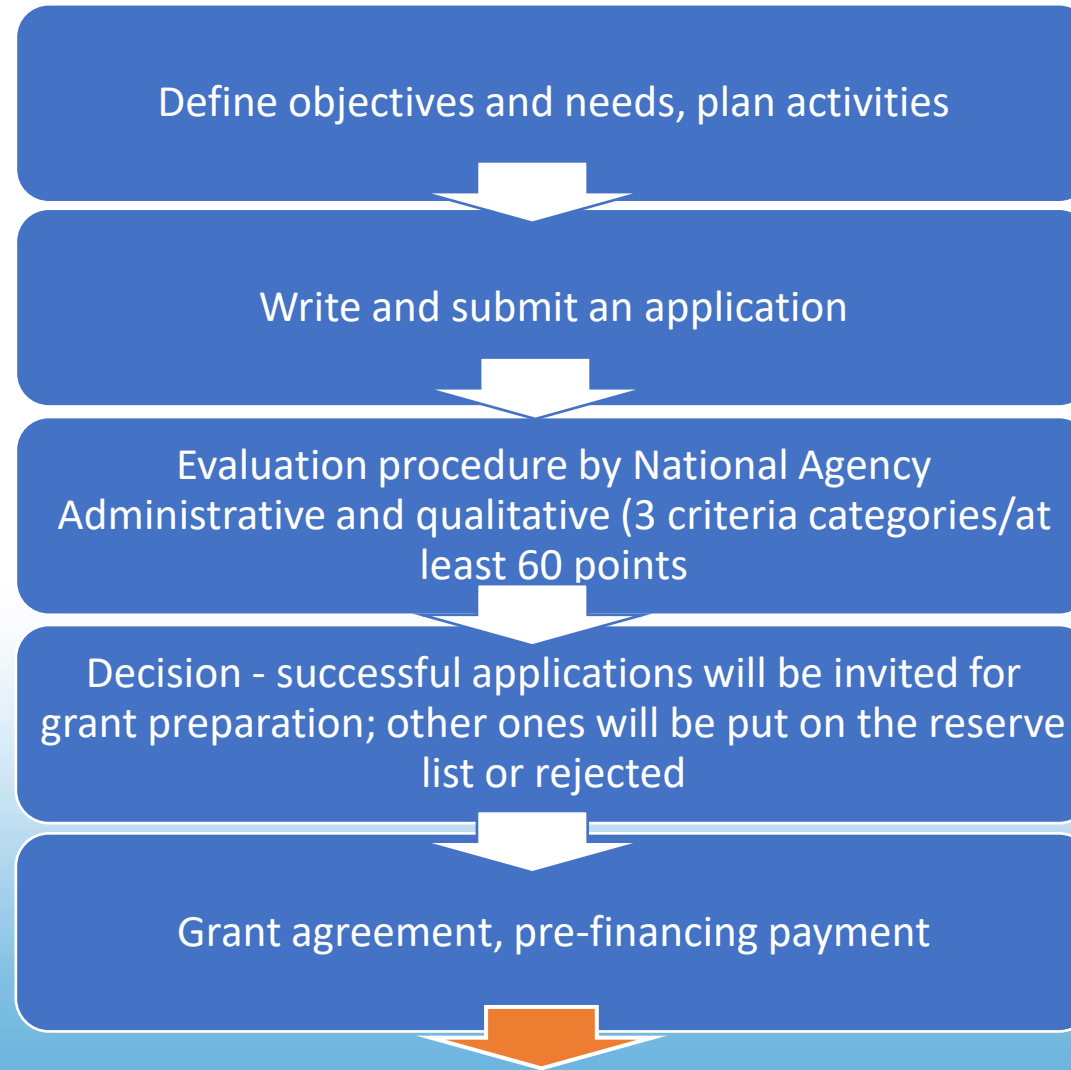 Define objectives and needs, plan activities
Write and submit an application
Evaluation procedure by National Agency
Administrative and qualitative (3 criteria categories/at
least 60 points
Decision - successful applications will be invited for
grant preparation; other ones will be put on the reserve
list or rejected
Grant agreement, pre-financing payment